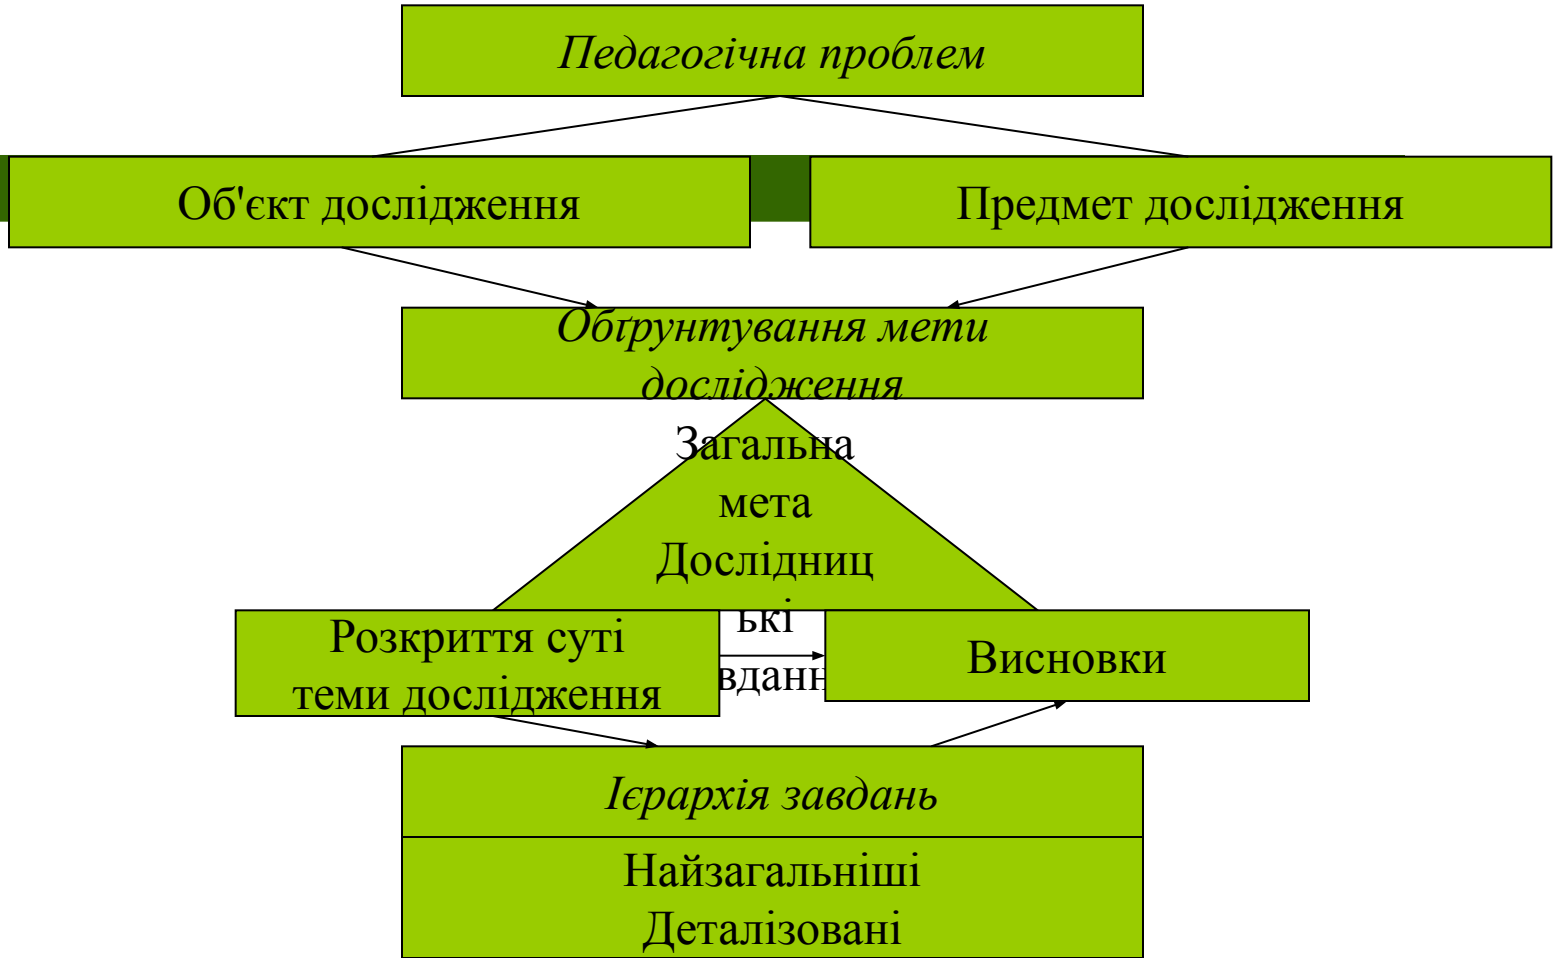 Педагогічна проблем
Об'єкт дослідження
Предмет дослідження
Обґрунтування мети
дослідження
Загальна
мета
Дослідниц
ькі
вданн
Розкриття суті
теми дослідження
Висновки
Ієрархія завдань
Найзагальніші
Деталізовані